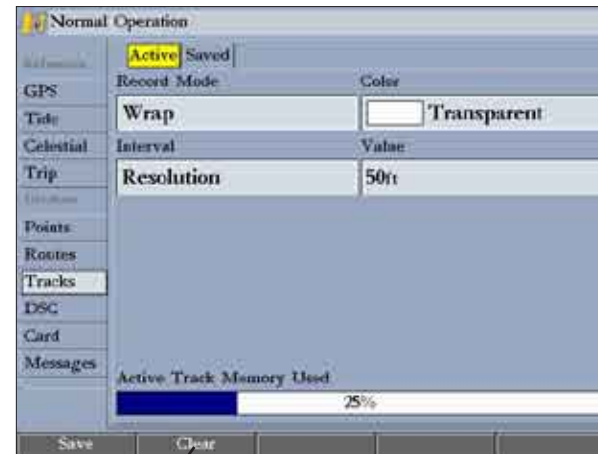 Normal Operation
Active Saved
Record Mode Color
GPS
Wrap Transparent
Tide
Celestial
Interval Value
Trip
Resolution 50ft
Points
Routes
Tracks
DSC
Card
Messages
Active Track Memory Used
25%
Save Clear